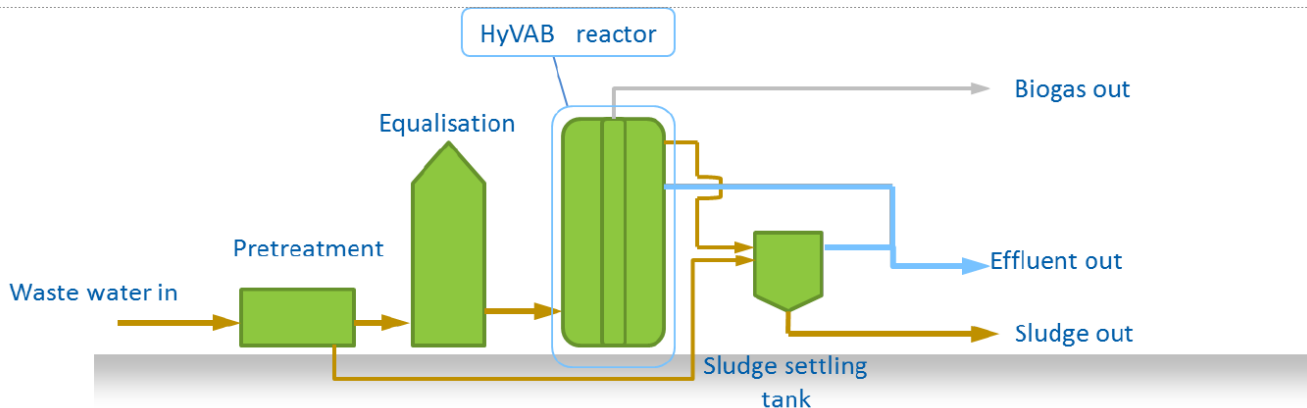 HyVAB reactor
Biogas out
Equalisation
Pretreatment
Effluent out
Waste water in
Sludge out
Sludge settling
tank